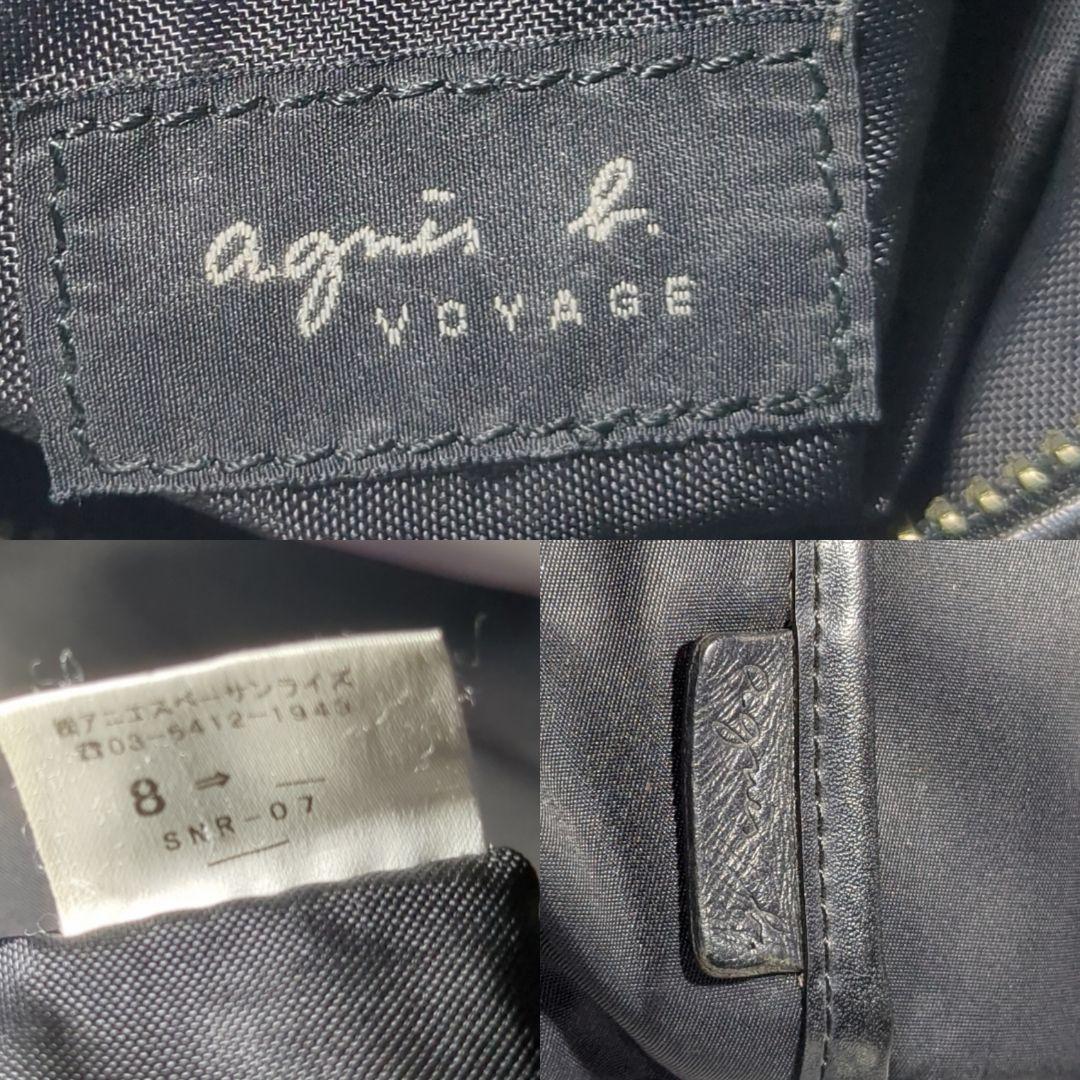 agnès b.
VOYAGE
㈱アニエスベーサンライズ
☎03-5412-1949
8 ⇒ —
SNR-07
agnès b.